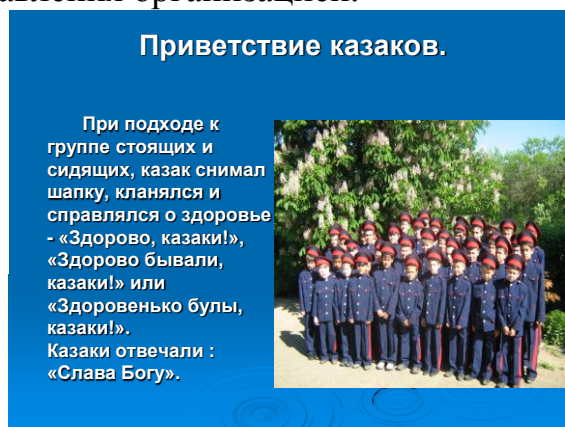 Приветствие казаков.
При подходе к
группе стоящих и
сидящих, казак снимал
шапку, кланялся и
справлялся о здоровье
- «Здорово, казаки!»,
«Здорово бывали,
казаки!» или
«Здоровенько булы,
казаки!».
Казаки отвечали :
«Слава Богу».